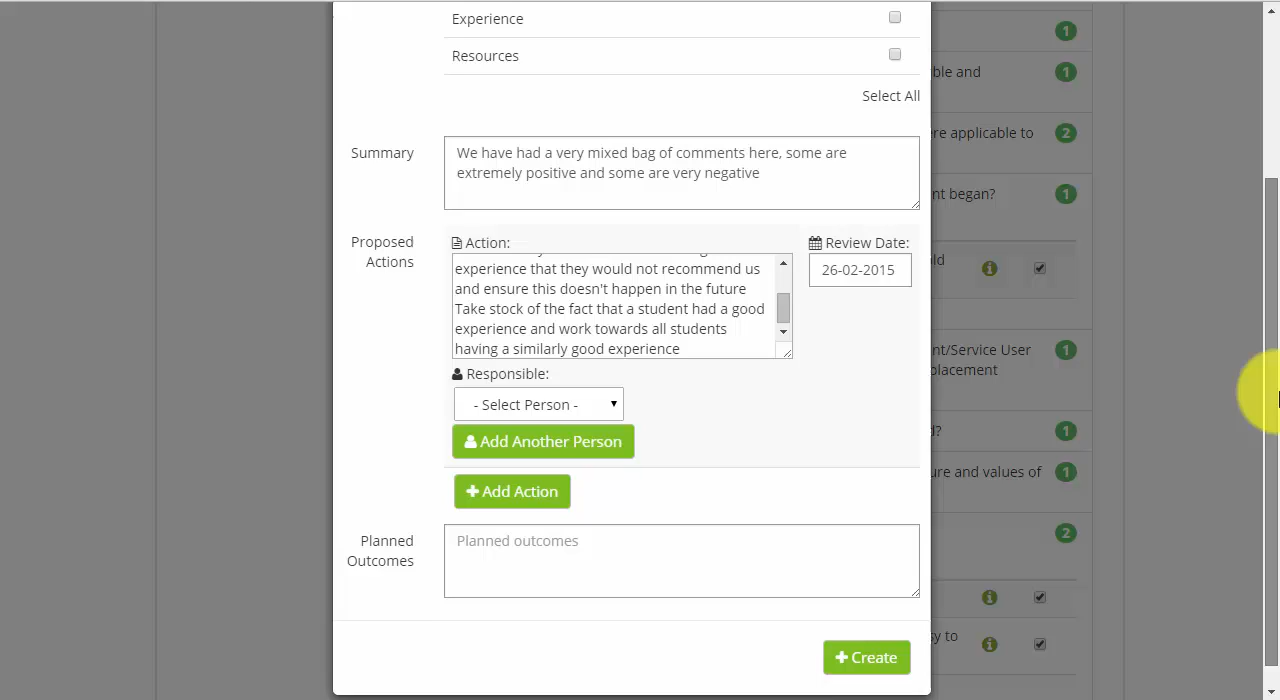 Experience
Resources
Select All
Summary
We have had a very mixed bag of comments here, some are
extremely positive and some are very negative
Proposed
Actions
Action:
Review Date:
experience that they would not recommend us
and ensure this doesn't happen in the future
Take stock of the fact that a student had a good
experience and work towards all students
having a similarly good experience
26-02-2015
Responsible:
- Select Person -
Add Another Person
Add Action
Planned
Outcomes
Planned outcomes
Create
1
ble and
1
re applicable to
2
nt began?
1
ld
nt/Service User
placement
1
d?
1
ure and values of
1
2
sy to